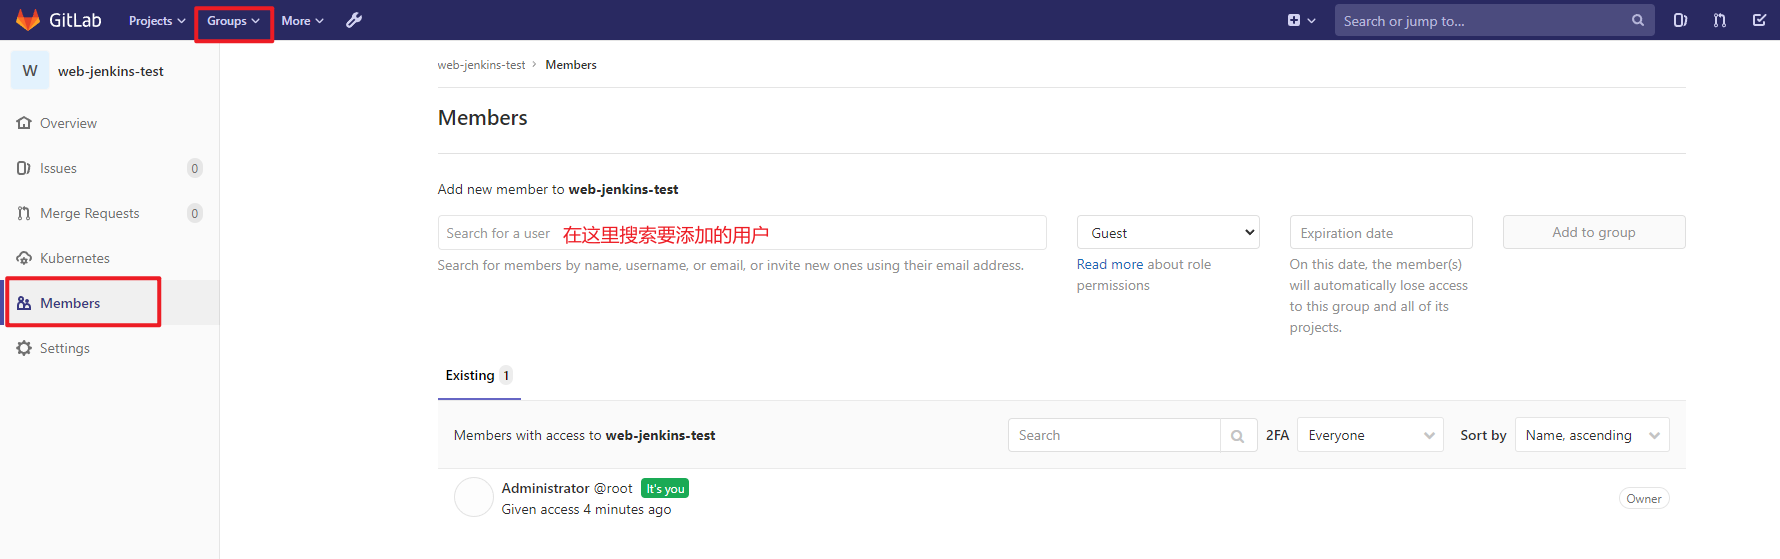 GitLab Projects Groups More Search or jump to...
W web-jenkins-test
Overview
Issues 0
Merge Requests 0
Kubernetes
Members
Settings
web-jenkins-test › Members
Members
Add new member to web-jenkins-test
Search for a user 在这里搜索要添加的用户
Search for members by name, username, or email, or invite new ones using their email address.
Guest
Read more about role
permissions
Expiration date
On this date, the member(s)
will automatically lose access
to this group and all of its
projects.
Add to group
Existing 1
Members with access to web-jenkins-test Search 2FA Everyone Sort by Name, ascending
Administrator @root It's you
Given access 4 minutes ago
Owner